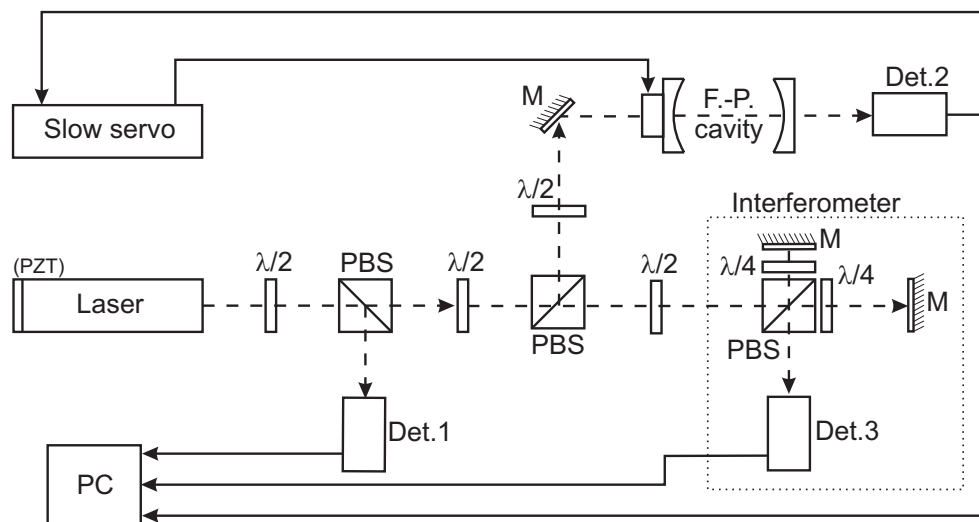 Slow servo
M
F.-P.
cavity
Det.2
λ/2
Interferometer
(PZT)
Laser
λ/2
PBS
λ/2
PBS
λ/2
M
λ/4
λ/4
PBS
M
Det.1
Det.3
PC